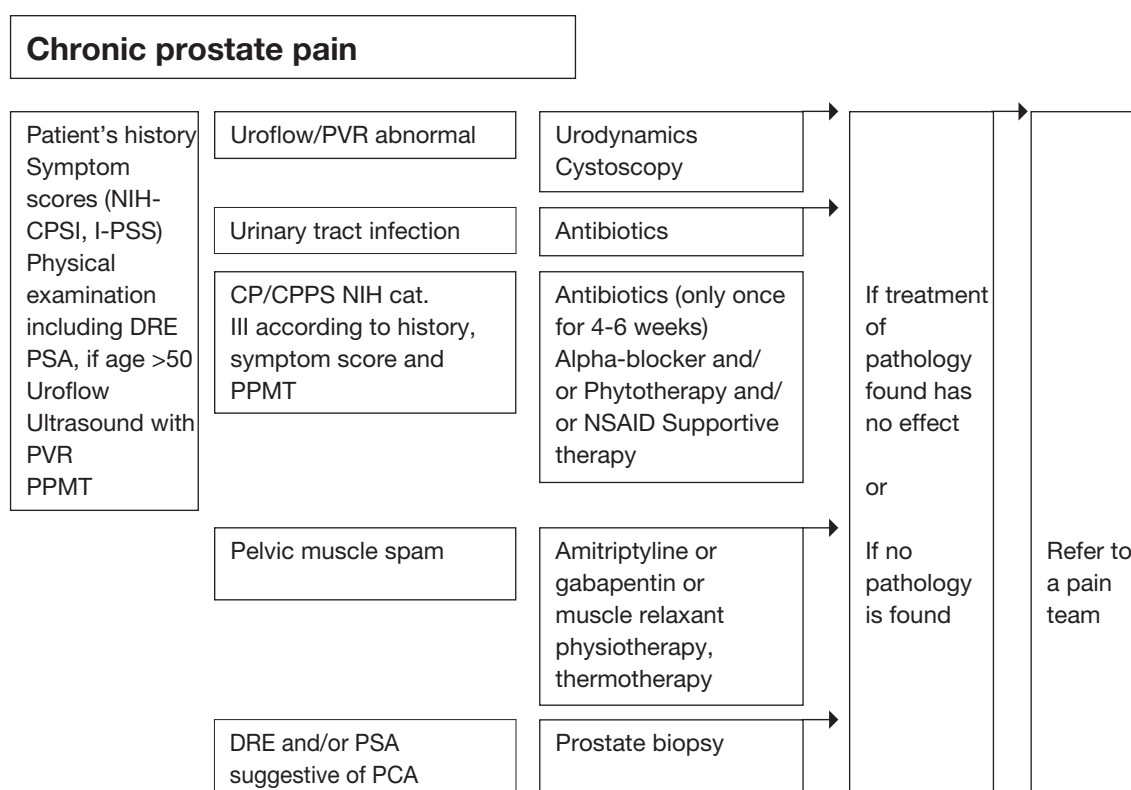 Chronic prostate pain
Patient's history
Symptom
scores (NIH-
CPSI, I-PSS)
Physical
examination
including DRE
PSA, if age >50
Uroflow
Ultrasound with
PVR
PPMT
Uroflow/PVR abnormal
Urodynamics
Cystoscopy
Urinary tract infection
Antibiotics
CP/CPPS NIH cat.
III according to history,
symptom score and
PPMT
Antibiotics (only once
for 4-6 weeks)
Alpha-blocker and/
or Phytotherapy and/
or NSAID Supportive
therapy
Pelvic muscle spam
Amitriptyline or
gabapentin or
muscle relaxant
physiotherapy,
thermotherapy
DRE and/or PSA
suggestive of PCA
Prostate biopsy
If treatment
of
pathology
found has
no effect
or
If no
pathology
is found
Refer to
a pain
team